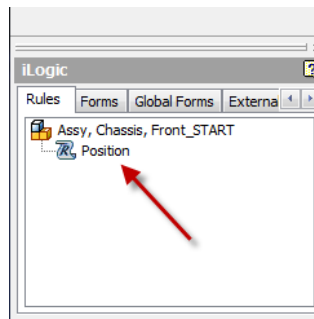 iLogic
Rules Forms Global Forms Externa
Assy, Chassis, Front_START
Position